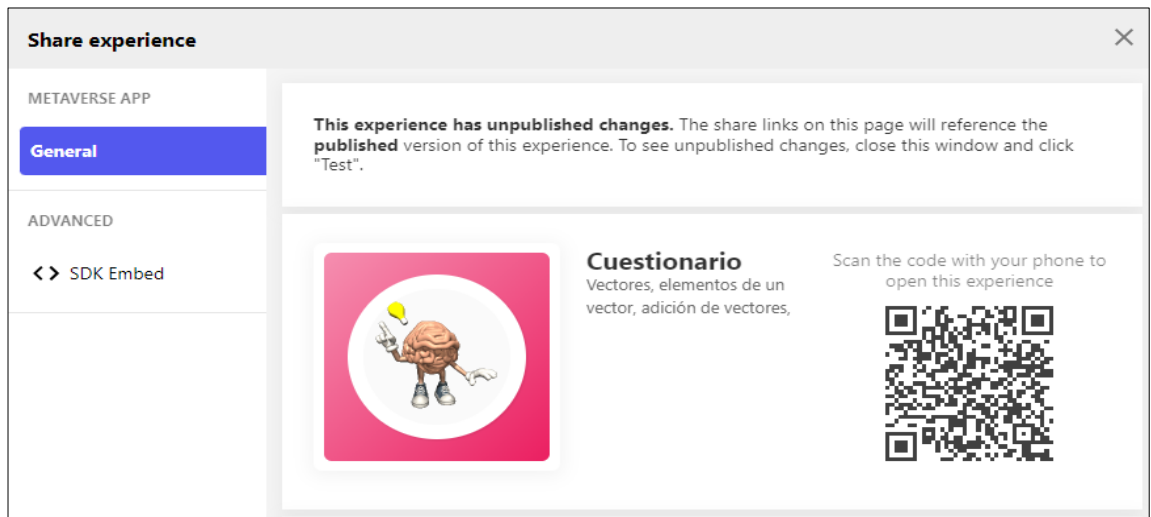 Share experience
METAVERSE APP
General
ADVANCED
SDK Embed
This experience has unpublished changes. The share links on this page will reference the
published version of this experience. To see unpublished changes, close this window and click
"Test".
Cuestionario
Vectores, elementos de un
vector, adición de vectores,
Scan the code with your phone to
open this experience